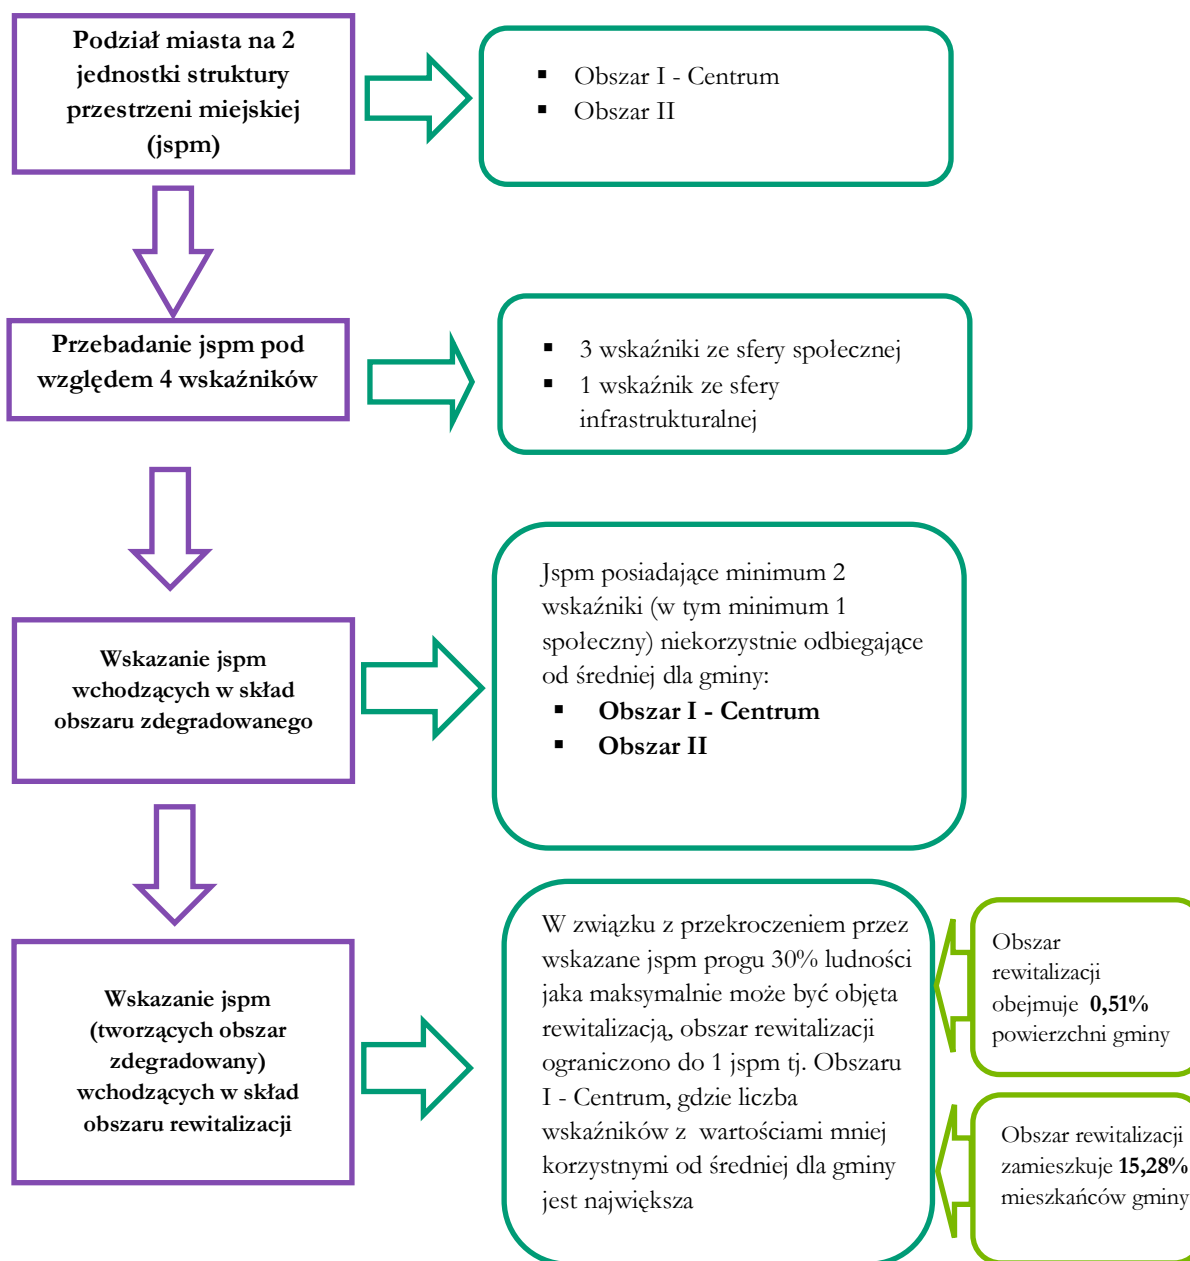 Podział miasta na 2
jednostki struktury
przestrzeni miejskiej
(jspm)
▪ Obszar I - Centrum
▪ Obszar II
Przebadanie jspm pod
względem 4 wskaźników
▪ 3 wskaźniki ze sfery społecznej
▪ 1 wskaźnik ze sfery
infrastrukturalnej
Wskazanie jspm
wchodzących w skład
obszaru zdegradowanego
Jspm posiadające minimum 2
wskaźniki (w tym minimum 1
społeczny) niekorzystnie odbiegające
od średniej dla gminy:
▪ Obszar I - Centrum
▪ Obszar II
Wskazanie jspm
(tworzących obszar
zdegradowany)
wchodzących w skład
obszaru rewitalizacji
W związku z przekroczeniem przez
wskazane jspm progu 30% ludności
jaka maksymalnie może być objęta
rewitalizacją, obszar rewitalizacji
ograniczono do 1 jspm tj. Obszaru
I - Centrum, gdzie liczba
wskaźników z wartościami mniej
korzystnymi od średniej dla gminy
jest największa
Obszar
rewitalizacji
obejmuje 0,51%
powierzchni gminy
Obszar rewitalizacji
zamieszkuje 15,28%
mieszkańców gminy